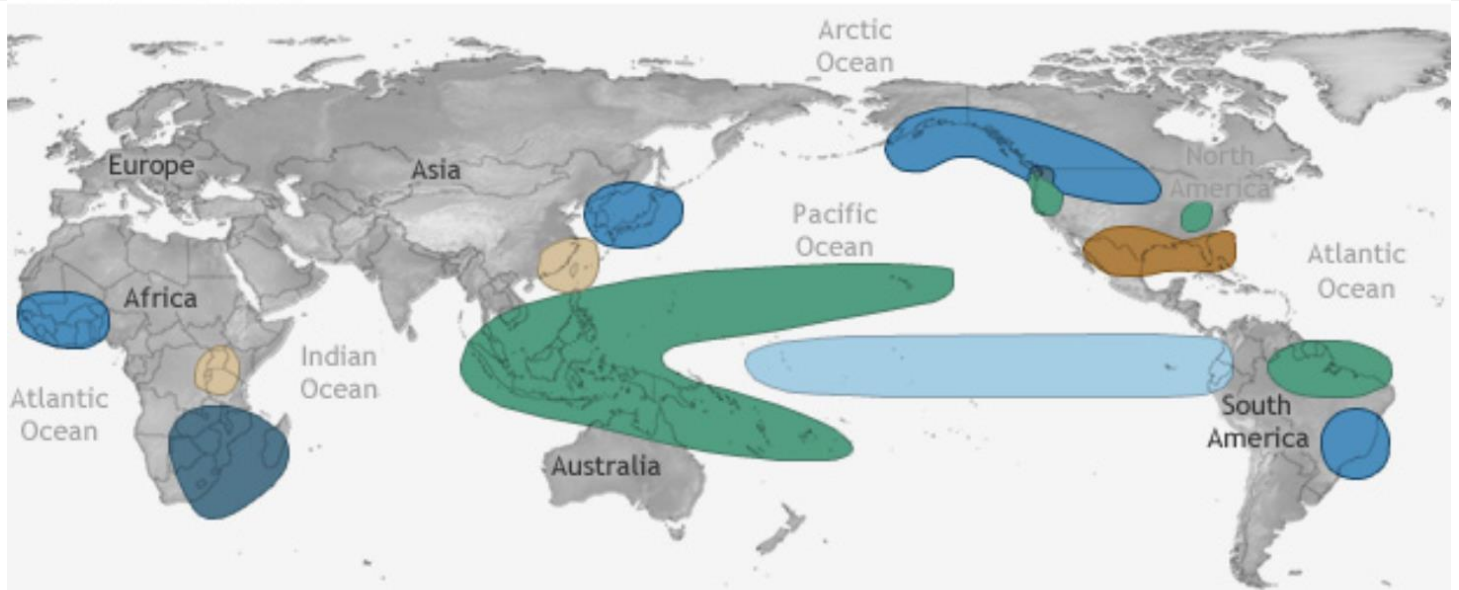 Arctic
Ocean
Europe
Asia
North
America
Pacific
Ocean
Atlantic
Ocean
Africa
Indian
Ocean
Atlantic
Ocean
South
America
Australia